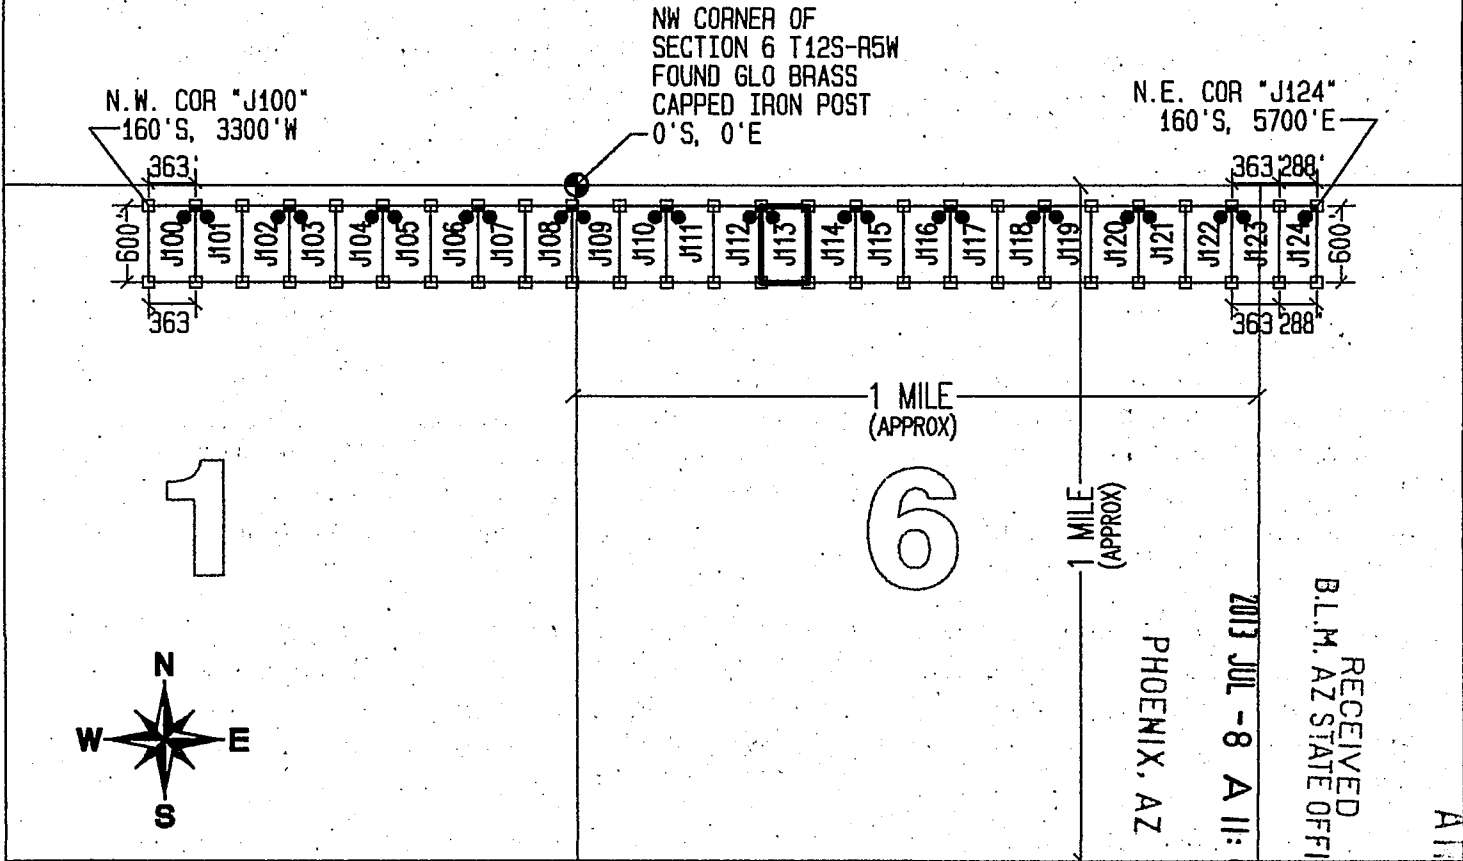 NW CORNER OF
SECTION 6 T12S-R5W
FOUND GLO BRASS
CAPPED IRON POST
0'S, 0'E
N.W. COR "J100"
160'S, 3300'W
N.E. COR "J124"
160'S, 5700'E
363'
363'
288'
600'
J100
J101
J102
J103
J104
J105
J106
J107
J108
J109
J110
J111
J112
J113
J114
J115
J116
J117
J118
J119
J120
J121
J122
J123
J124
600'
363'
363'
288'
1 MILE
(APPROX)
1
6
1 MILE
(APPROX)
N
W
E
S
RECEIVED
B.L.M. AZ STATE OFFI
2013 JUL -8 A 11:
PHOENIX, AZ